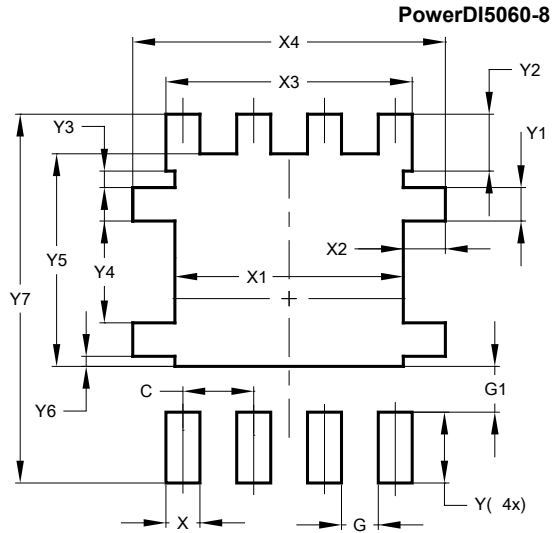 PowerDI5060-8
X4
X3
Y2
Y3
Y1
X2
Y4
Y5
X1
Y7
G1
C
Y6
Y( 4x)
X
G